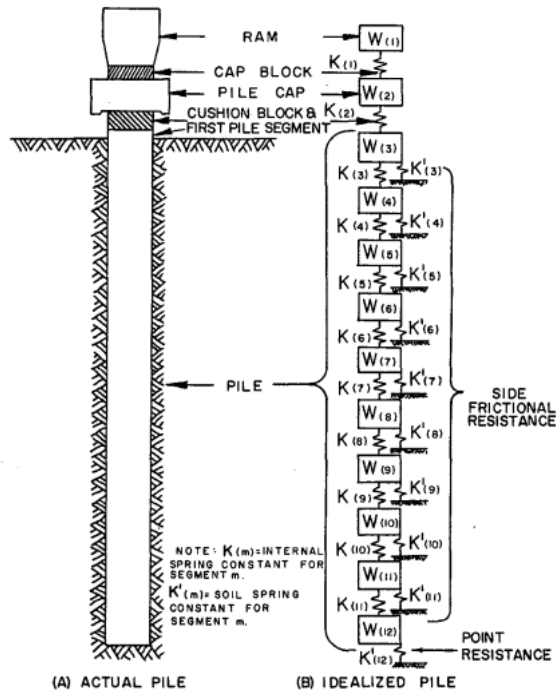 RAM
W(1)
K(1)
CAP BLOCK
PILE CAP
W(2)
CUSHION BLOCK &
FIRST PILE SEGMENT
K(2)
W(3)
K(3)
K'(3)
W(4)
K(4)
K'(4)
W(5)
K(5)
K'(5)
W(6)
K(6)
K'(6)
W(7)
K(7)
K'(7)
PILE
W(8)
K(8)
K'(8)
SIDE
FRICTIONAL
RESISTANCE
W(9)
K(9)
K'(9)
W(10)
K(10)
K'(10)
W(11)
K(11)
K'(11)
W(12)
K'(12)
POINT
RESISTANCE
NOTE: K(m)=INTERNAL
SPRING CONSTANT FOR
SEGMENT m.
K'(m)= SOIL SPRING
CONSTANT FOR
SEGMENT m.
(A) ACTUAL PILE
(B) IDEALIZED PILE